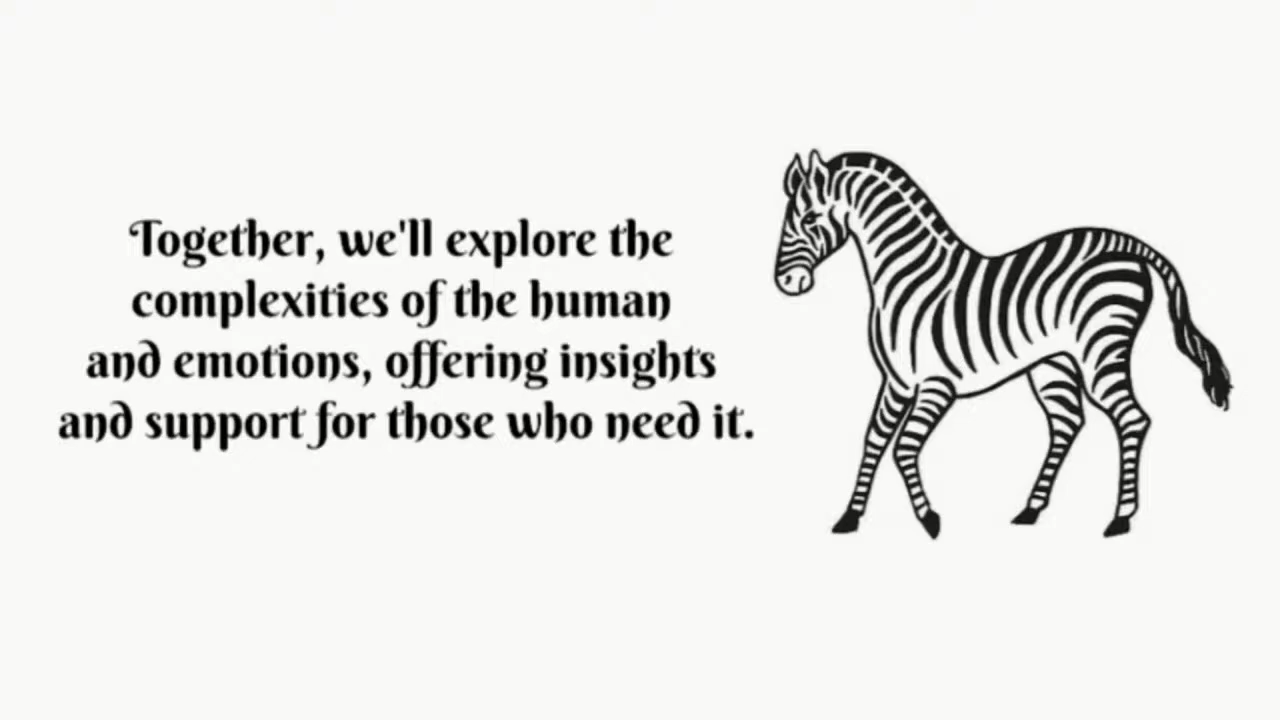 Together, we'll explore the
complexities of the human
and emotions, offering insights
and support for those who need it.